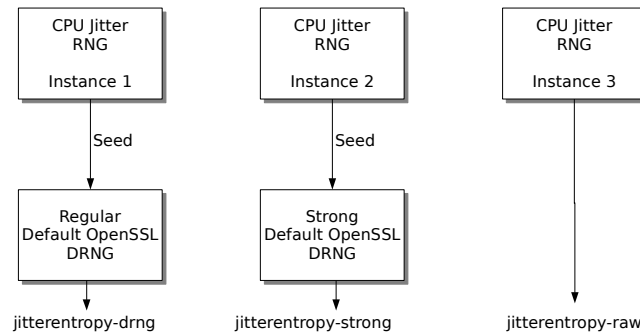 CPU Jitter
RNG
Instance 1
Seed
Regular
Default OpenSSL
DRNG
jitterentropy-drng
CPU Jitter
RNG
Instance 2
Seed
Strong
Default OpenSSL
DRNG
jitterentropy-strong
CPU Jitter
RNG
Instance 3
jitterentropy-raw